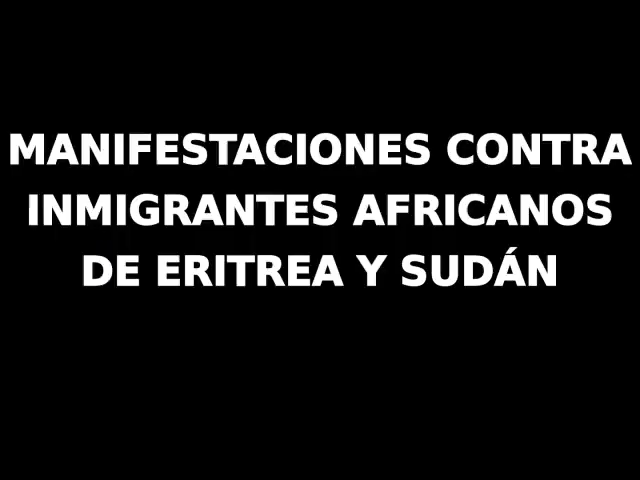 MANIFESTACIONES CONTRA
INMIGRANTES AFRICANOS
DE ERITREA Y SUDÁN